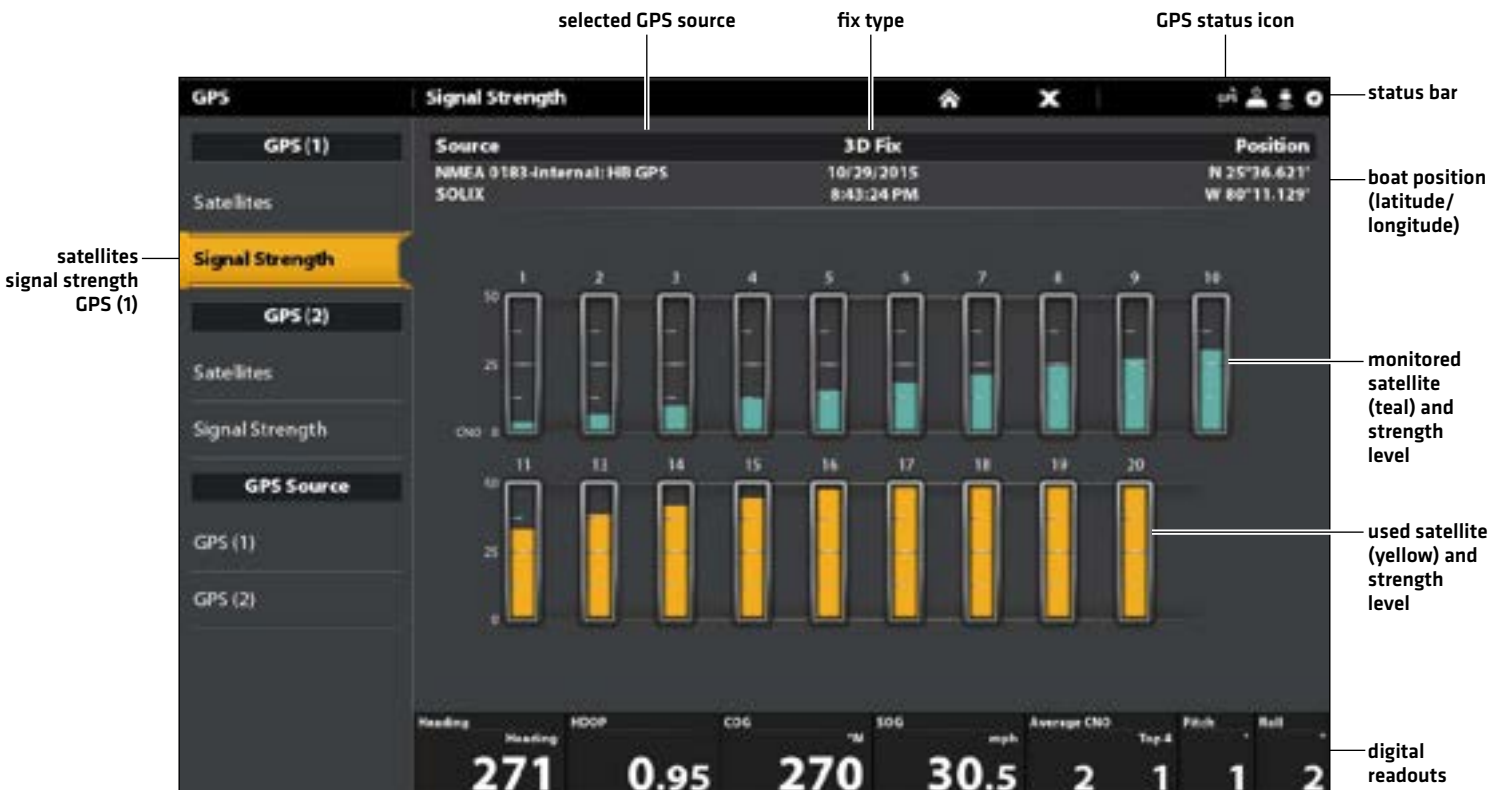 selected GPS source
fix type
GPS status icon
status bar
GPS
Signal Strength
GPS (1)
Satellites
Signal Strength
GPS (2)
Satellites
Signal Strength
GPS Source
GPS (1)
GPS (2)
satellites
signal strength
GPS (1)
Source
3D Fix
Position
NMEA 0183-internal: HB GPS
10/29/2015
N 25°36.621'
SOLIX
8:43:24 PM
W 80°11.129'
boat position
(latitude/
longitude)
1 2 3 4 5 6 7 8 9 10
50
25
CNO 0
monitored
satellite
(teal) and
strength
level
11 13 14 15 16 17 18 19 20
25
0
used satellite
(yellow) and
strength
level
Heading
Heading
271
HDOP
0.95
COG
°M
270
SOG
mph
30.5
Average CNO
Top 4
2 1
Pitch
°
1
Roll
°
2
digital
readouts